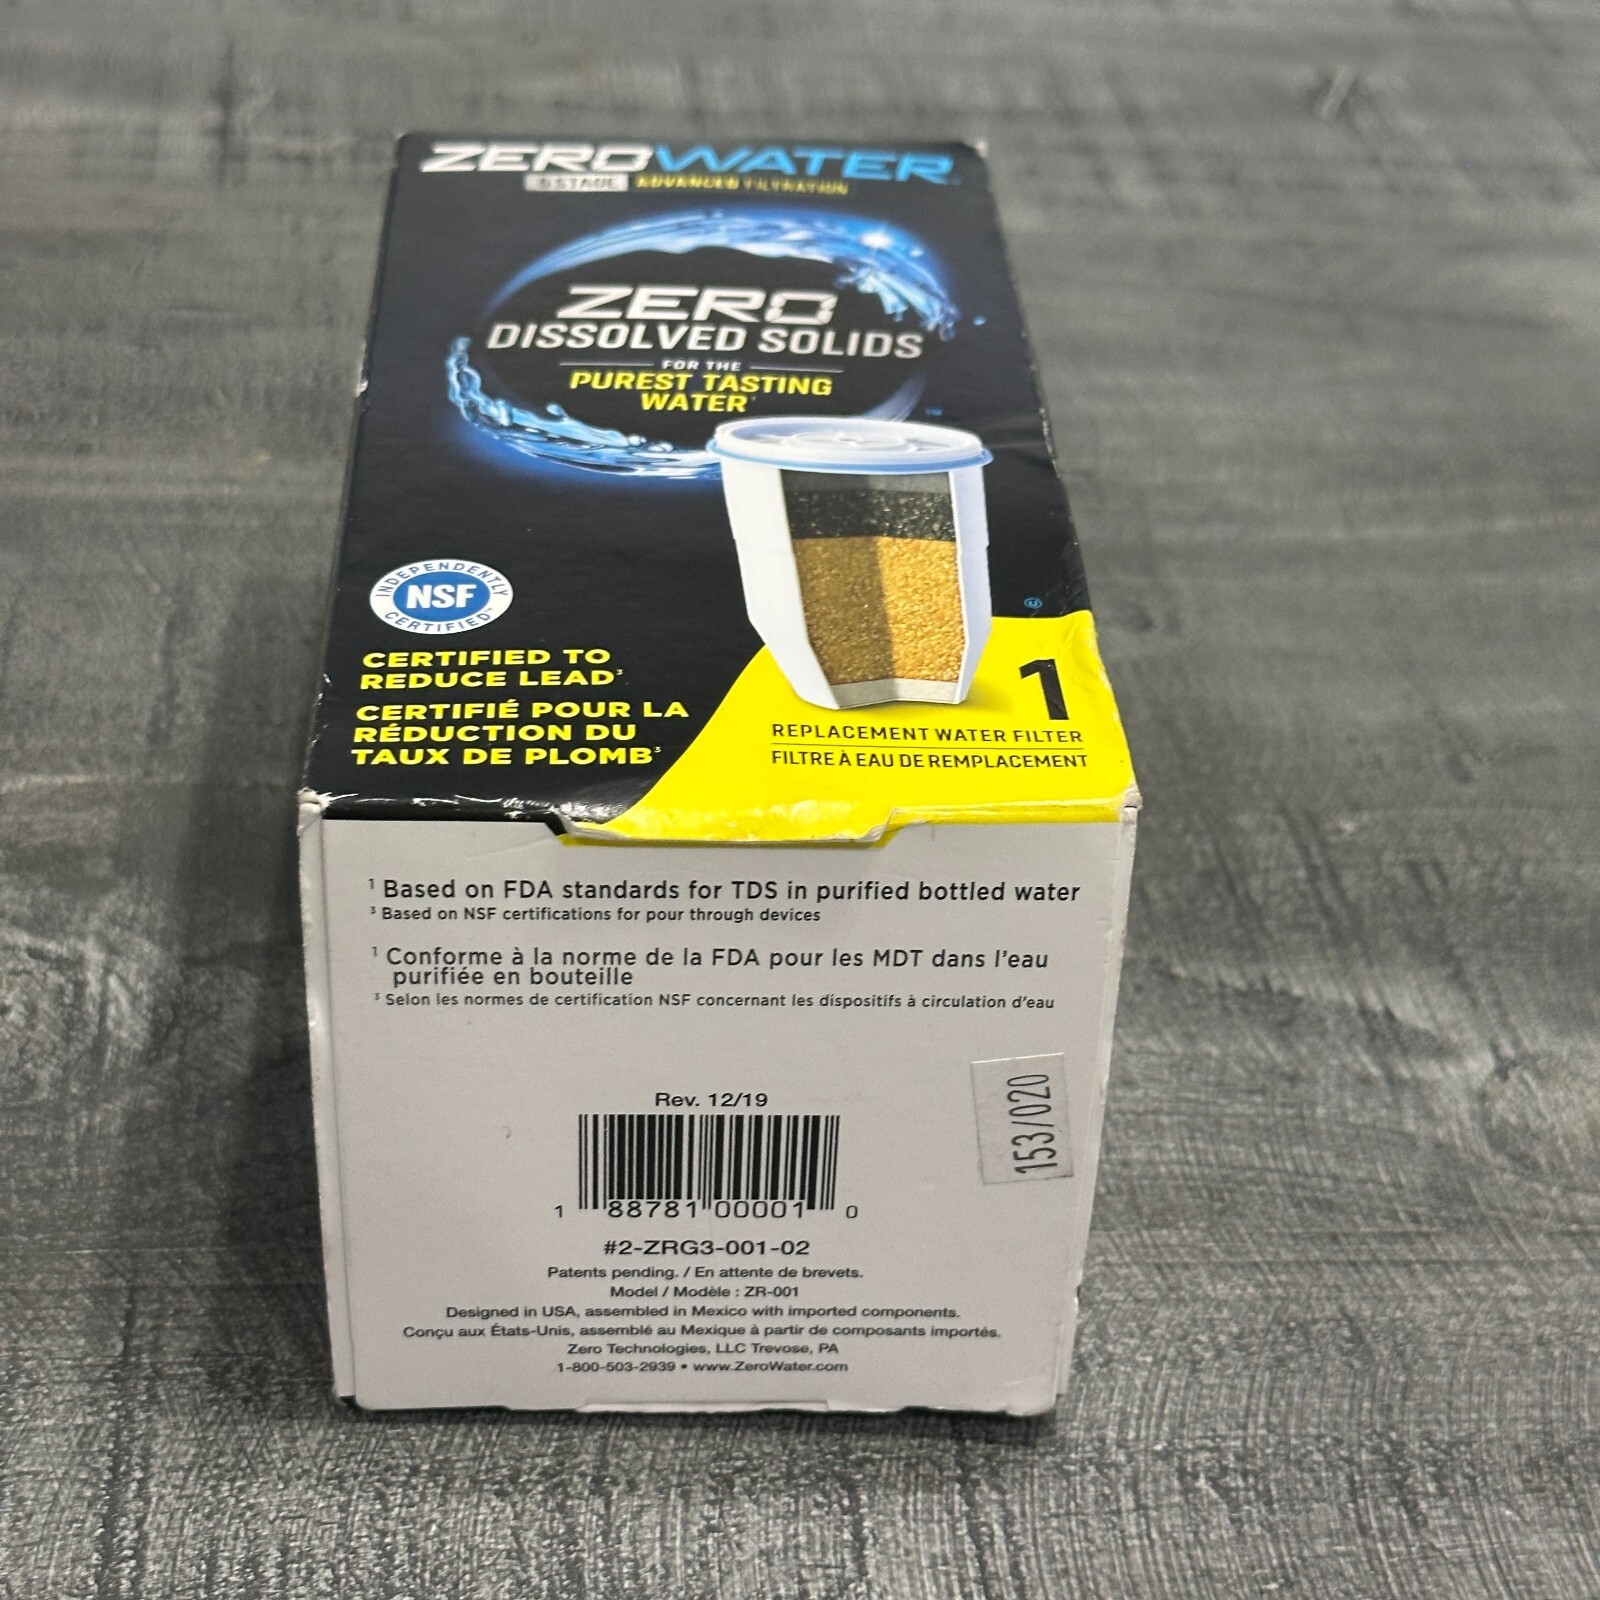 ZEROWATER™
5 STAGE ADVANCED FILTRATION
ZERO
DISSOLVED SOLIDS
FOR THE
PUREST TASTING
WATER¹
™
INDEPENDENTLY
NSF
CERTIFIED™
CERTIFIED TO
REDUCE LEAD³
CERTIFIÉ POUR LA
RÉDUCTION DU
TAUX DE PLOMB³
1
REPLACEMENT WATER FILTER
FILTRE À EAU DE REMPLACEMENT
¹ Based on FDA standards for TDS in purified bottled water
³ Based on NSF certifications for pour through devices
¹ Conforme à la norme de la FDA pour les MDT dans l'eau
purifiée en bouteille
³ Selon les normes de certification NSF concernant les dispositifs à circulation d'eau
153/020
Rev. 12/19
1 88781 00001 0
#2-ZRG3-001-02
Patents pending. / En attente de brevets.
Model / Modèle : ZR-001
Designed in USA, assembled in Mexico with imported components.
Conçu aux États-Unis, assemblé au Mexique à partir de composants importés.
Zero Technologies, LLC Trevose, PA
1-800-503-2939 • www.ZeroWater.com